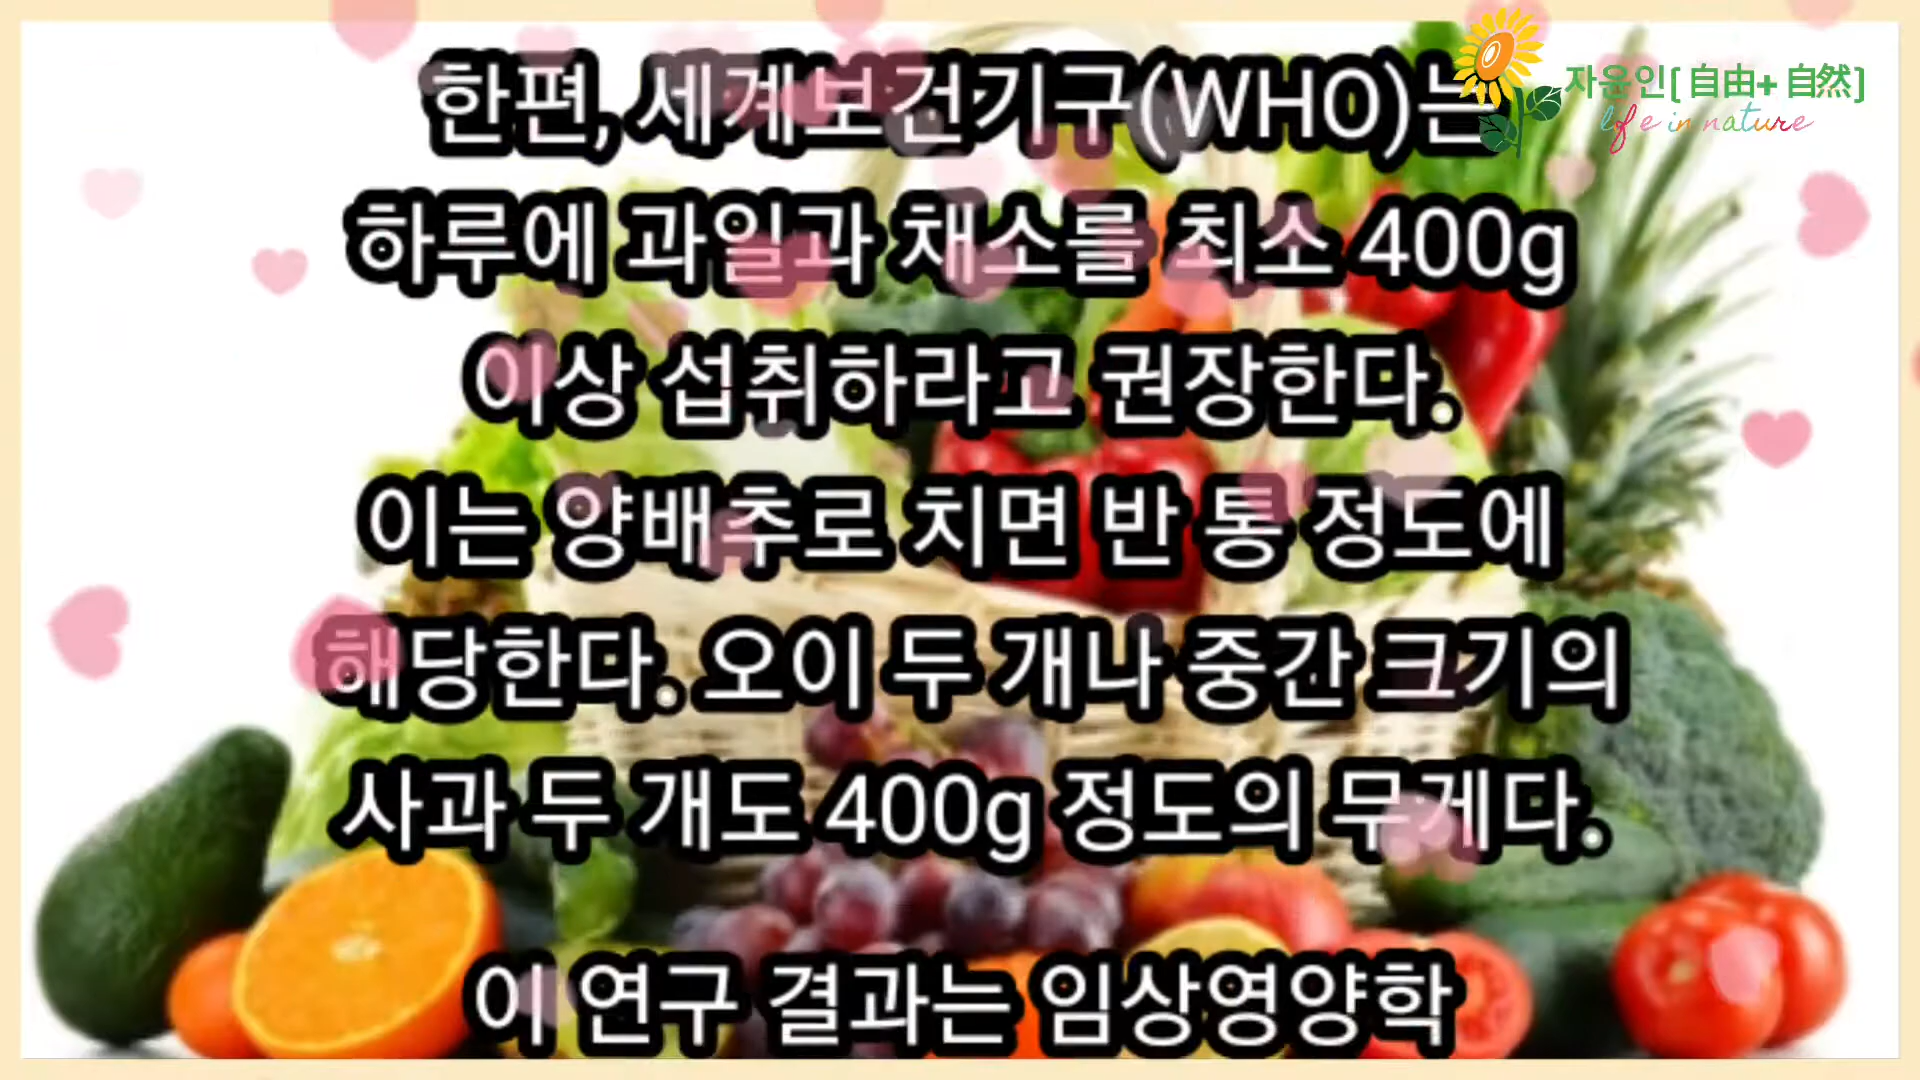 한편, 세계보건기구(WHO)는
하루에 과일과 채소를 최소 400g
이상 섭취하라고 권장한다.
이는 양배추로 치면 반 통 정도에
해당한다. 오이 두 개나 중간 크기의
사과 두 개도 400g 정도의 무게다.
이 연구 결과는 임상영양학
자유인[自由+自然]
life in nature